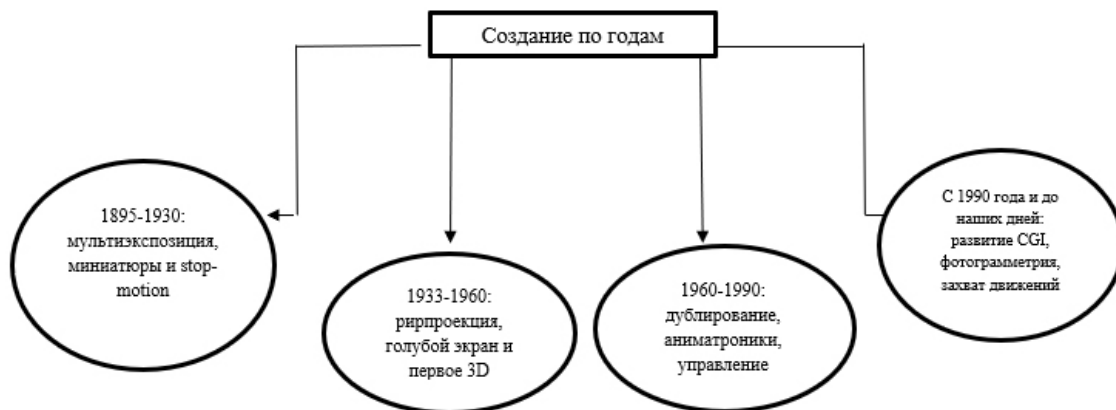 Создание по годам
1895-1930:
мультиэкспозиция,
миниатюры и stop-
motion
1933-1960:
рирпроекция,
голубой экран и
первое 3D
1960-1990:
дублирование,
аниматроники,
управление
С 1990 года и до
наших дней:
развитие CGI,
фотограмметрия,
захват движений